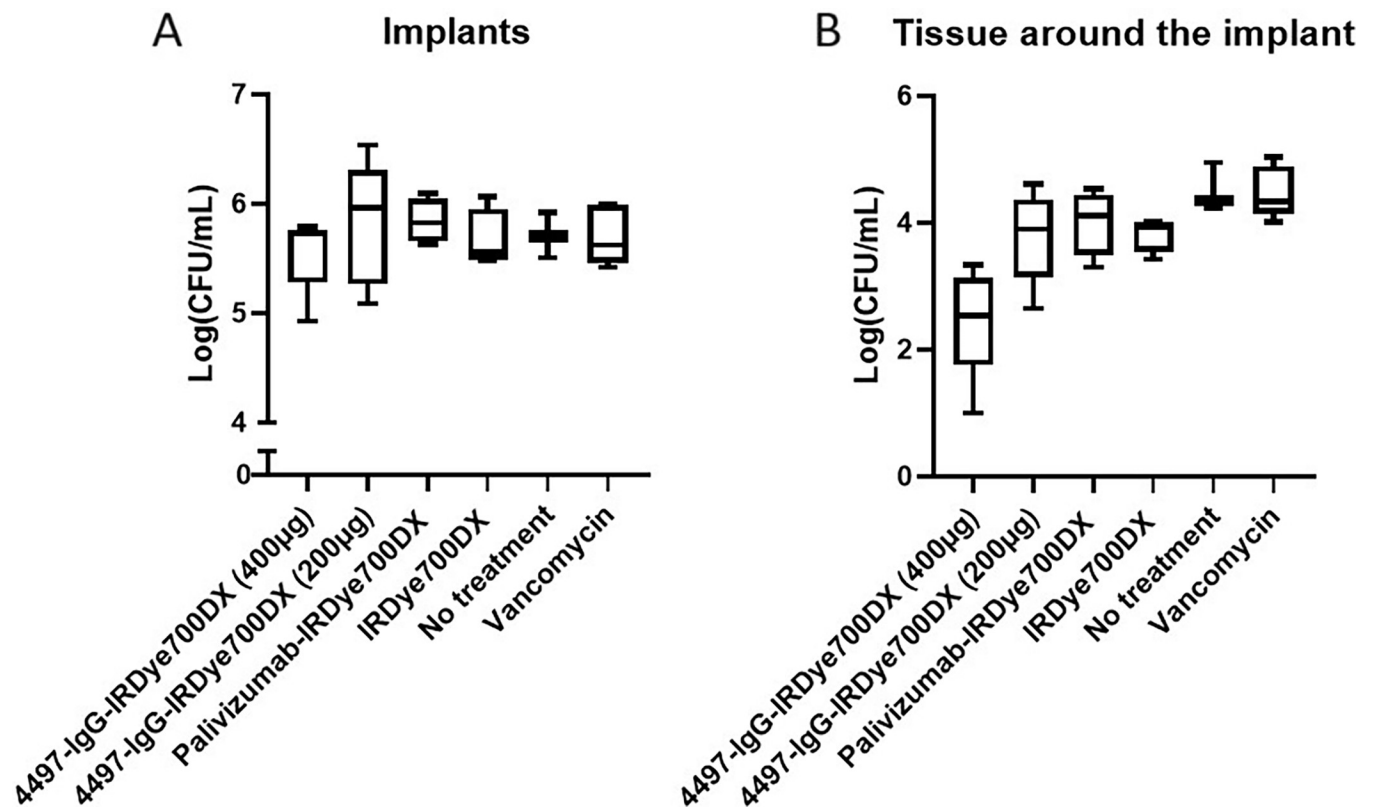 A
Implants
7
6
5
4
0
Log(CFU/mL)
4497-IgG-IRDye700DX (400µg)
4497-IgG-IRDye700DX (200µg)
Palivizumab-IRDye700DX
IRDye700DX
No treatment
Vancomycin
B
Tissue around the implant
6
4
2
0
Log(CFU/mL)
4497-IgG-IRDye700DX (400µg)
4497-IgG-IRDye700DX (200µg)
Palivizumab-IRDye700DX
IRDye700DX
No treatment
Vancomycin